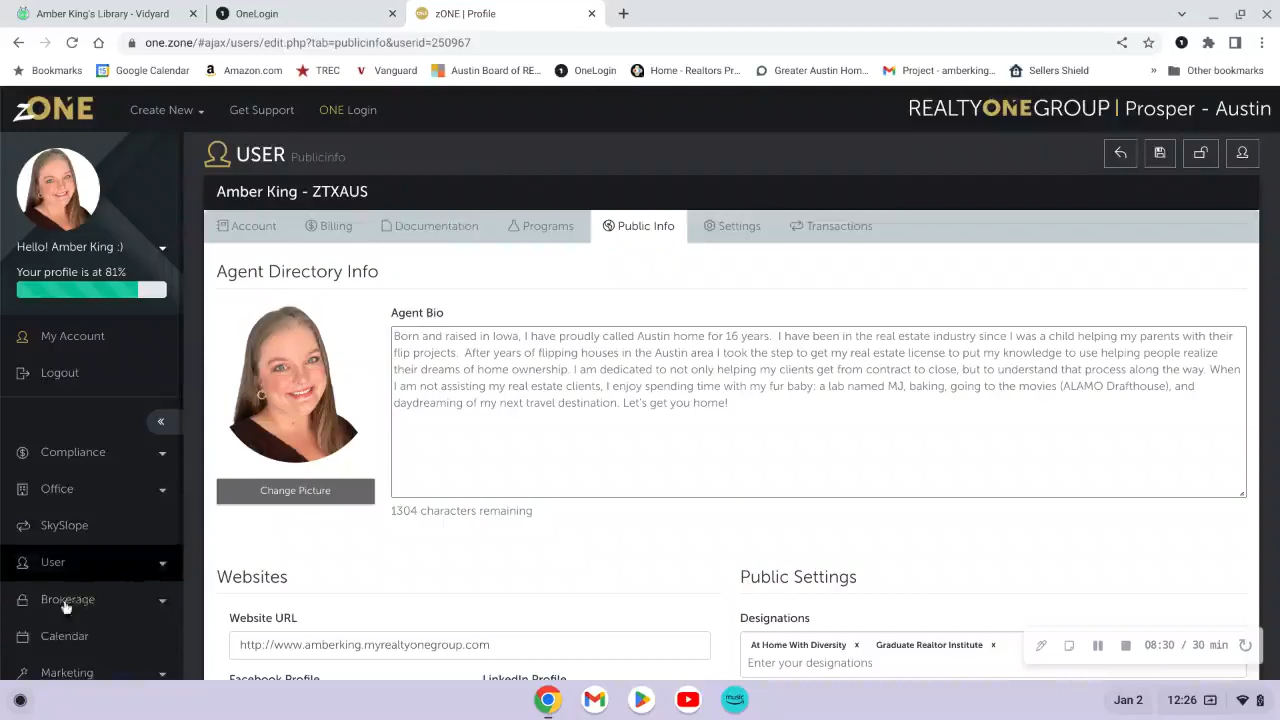 Amber King's Library - Vidyard
OneLogin
zONE | Profile
one.zone/#ajax/users/edit.php?tab=publicinfo&userid=250967
Bookmarks
Google Calendar
Amazon.com
TREC
Vanguard
Austin Board of RE...
OneLogin
Home - Realtors Pr...
Greater Austin Hom...
Project - amberking...
Sellers Shield
»
Other bookmarks
zONE
Create New
Get Support
ONE Login
REALTYONEGROUP | Prosper - Austin
USER Publicinfo
Amber King - ZTXAUS
Account
Billing
Documentation
Programs
Public Info
Settings
Transactions
Hello! Amber King :)
Your profile is at 81%
My Account
Logout
«
Compliance
Office
SkySlope
User
Brokerage
Calendar
Marketing
Agent Directory Info
Change Picture
Agent Bio
Born and raised in Iowa, I have proudly called Austin home for 16 years.  I have been in the real estate industry since I was a child helping my parents with their
flip projects.  After years of flipping houses in the Austin area I took the step to get my real estate license to put my knowledge to use helping people realize
their dreams of home ownership. I am dedicated to not only helping my clients get from contract to close, but to understand that process along the way. When
I am not assisting my real estate clients, I enjoy spending time with my fur baby: a lab named MJ, baking, going to the movies (ALAMO Drafthouse), and
daydreaming of my next travel destination. Let's get you home!
1304 characters remaining
Websites
Website URL
http://www.amberking.myrealtyonegroup.com
Facebook Profile
LinkedIn Profile
Public Settings
Designations
At Home With Diversity x
Graduate Realtor Institute x
Enter your designations
08:30 / 30 min
music
Jan 2
12:26